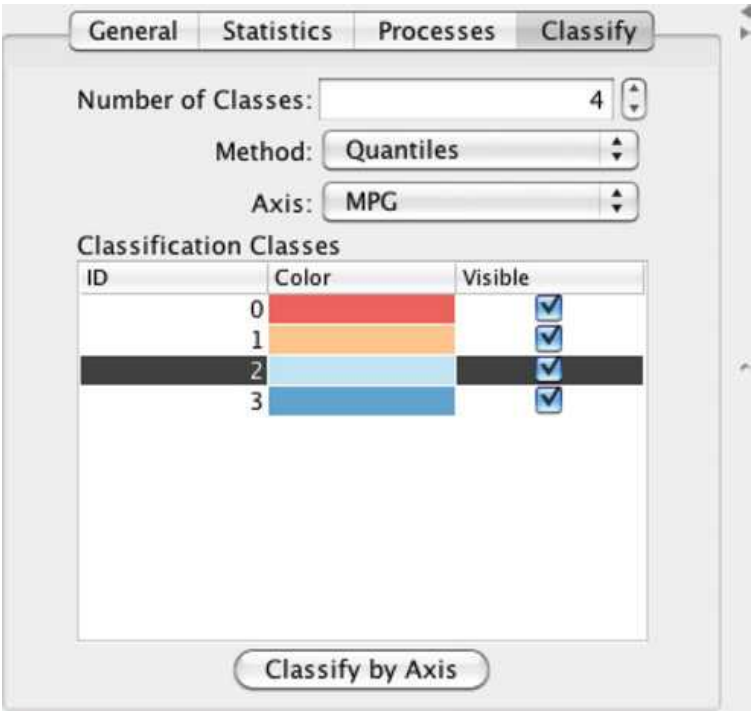 General Statistics Processes Classify
Number of Classes: 4
Method: Quantiles
Axis: MPG
Classification Classes
ID Color Visible
0
1
2
3
Classify by Axis